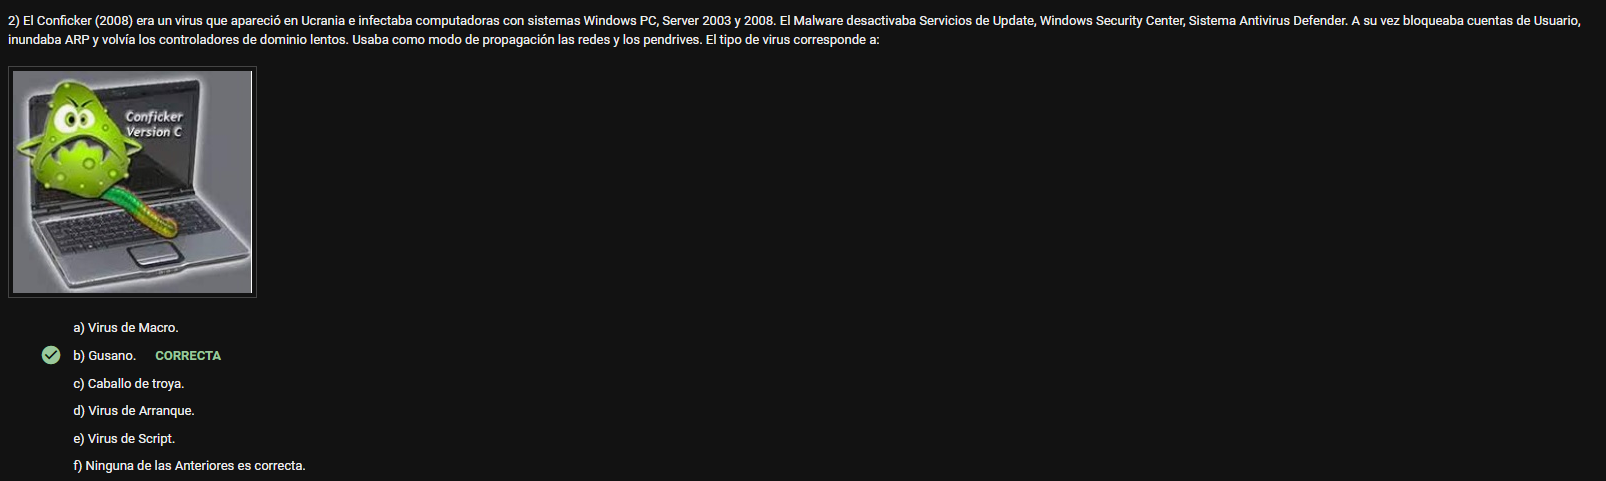 2) El Conficker (2008) era un virus que apareció en Ucrania e infectaba computadoras con sistemas Windows PC, Server 2003 y 2008. El Malware desactivaba Servicios de Update, Windows Security Center, Sistema Antivirus Defender. A su vez bloqueaba cuentas de Usuario,
inundaba ARP y volvía los controladores de dominio lentos. Usaba como modo de propagación las redes y los pendrives. El tipo de virus corresponde a:
Conficker
Version C
a) Virus de Macro.
b) Gusano. CORRECTA
c) Caballo de troya.
d) Virus de Arranque.
e) Virus de Script.
f) Ninguna de las Anteriores es correcta.